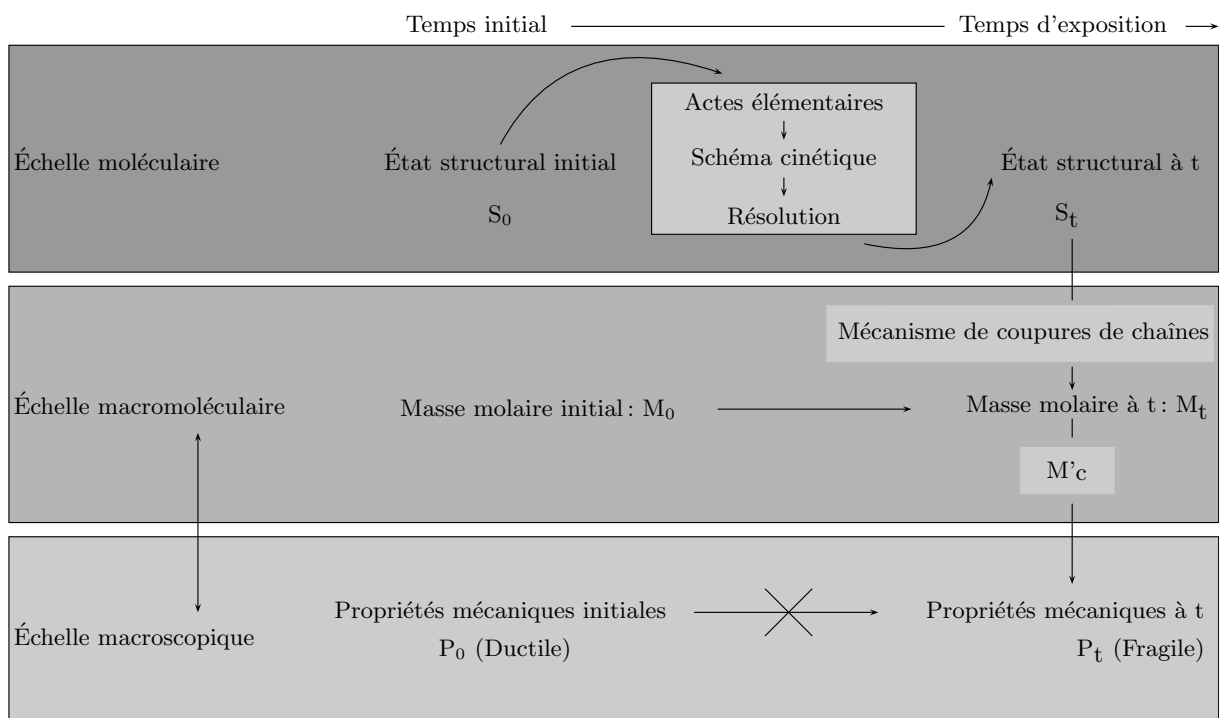 Temps initial
Temps d'exposition
Actes élémentaires
Échelle moléculaire
État structural initial
Schéma cinétique
État structural à t
S₀
Résolution
Sₜ
Mécanisme de coupures de chaînes
Échelle macromoléculaire
Masse molaire initial : M₀
Masse molaire à t : Mₜ
M'c
Échelle macroscopique
Propriétés mécaniques initiales
Propriétés mécaniques à t
P₀ (Ductile)
Pₜ (Fragile)